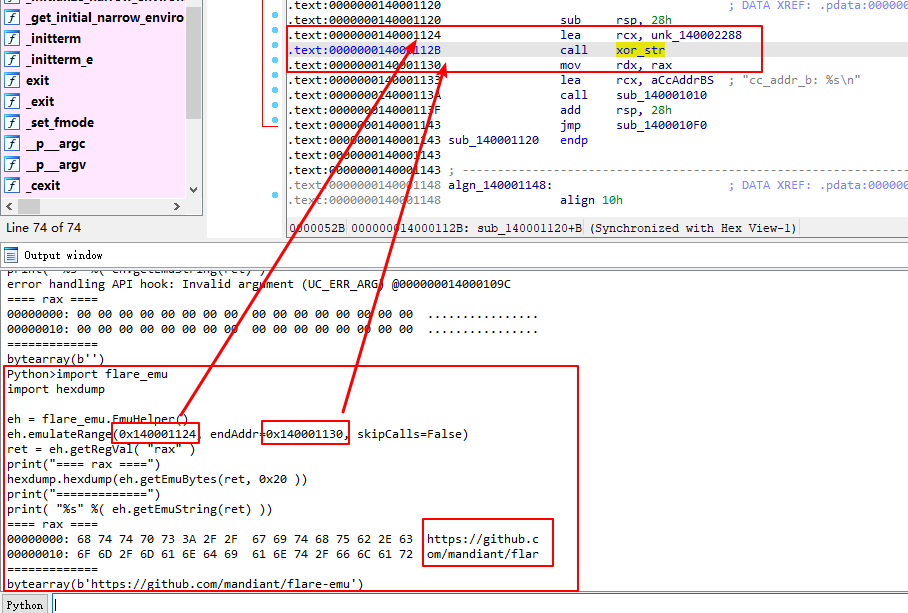 _initialize_narrow_enviro
_get_initial_narrow_enviro
_initterm
_initterm_e
exit
_exit
_set_fmode
__p__argc
__p__argv
_cexit
Line 74 of 74
.text:0000000140001120 ; DATA XREF: .pdata:000000
.text:0000000140001120 sub rsp, 28h
.text:0000000140001124 lea rcx, unk_140002288
.text:000000014000112B call xor_str
.text:0000000140001130 mov rdx, rax
.text:0000000140001133 lea rcx, aCcAddrBS ; "cc_addr_b: %s\n"
.text:000000014000113A call sub_140001010
.text:000000014000113F add rsp, 28h
.text:0000000140001143 jmp sub_1400010F0
.text:0000000140001143 sub_140001120 endp
.text:0000000140001143
.text:0000000140001143 ; ---------------------------------------------------------------------------
.text:0000000140001148 algn_140001148: ; DATA XREF: .pdata:000000
.text:0000000140001148 align 10h
0000052B 000000014000112B: sub_140001120+B (Synchronized with Hex View-1)
Output window
print( "%s" %( eh.getEmuString(ret) ))
error handling API hook: Invalid argument (UC_ERR_ARG) @000000014000109C
==== rax ====
00000000: 00 00 00 00 00 00 00 00  00 00 00 00 00 00 00 00  ................
00000010: 00 00 00 00 00 00 00 00  00 00 00 00 00 00 00 00  ................
=============
bytearray(b'')
Python>import flare_emu
import hexdump
eh = flare_emu.EmuHelper()
eh.emulateRange(0x140001124, endAddr=0x140001130, skipCalls=False)
ret = eh.getRegVal( "rax" )
print("==== rax ====")
hexdump.hexdump(eh.getEmuBytes(ret, 0x20 ))
print("=============")
print( "%s" %( eh.getEmuString(ret) ))
==== rax ====
00000000: 68 74 74 70 73 3A 2F 2F  67 69 74 68 75 62 2E 63  https://github.c
00000010: 6F 6D 2F 6D 61 6E 64 69  61 6E 74 2F 66 6C 61 72  om/mandiant/flar
=============
bytearray(b'https://github.com/mandiant/flare-emu')
Python